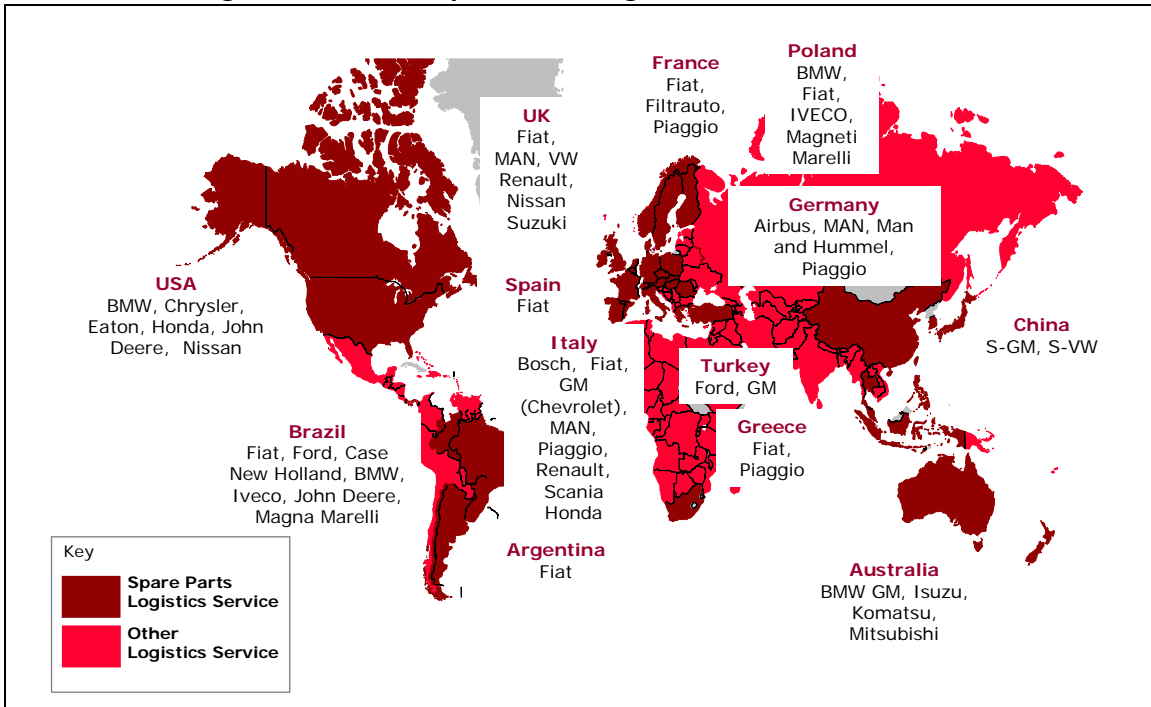 France
Fiat,
Filtrauto,
Piaggio
Poland
BMW,
Fiat,
IVECO,
Magneti
Marelli
UK
Fiat,
MAN, VW
Renault,
Nissan
Suzuki
Germany
Airbus, MAN, Man
and Hummel,
Piaggio
USA
BMW, Chrysler,
Eaton, Honda, John
Deere, Nissan
Spain
Fiat
China
S-GM, S-VW
Italy
Bosch, Fiat,
GM
(Chevrolet),
MAN,
Piaggio,
Renault,
Scania
Honda
Turkey
Ford, GM
Greece
Fiat,
Piaggio
Brazil
Fiat, Ford, Case
New Holland, BMW,
Iveco, John Deere,
Magna Marelli
Argentina
Fiat
Australia
BMW GM, Isuzu,
Komatsu,
Mitsubishi
Key
Spare Parts
Logistics Service
Other
Logistics Service